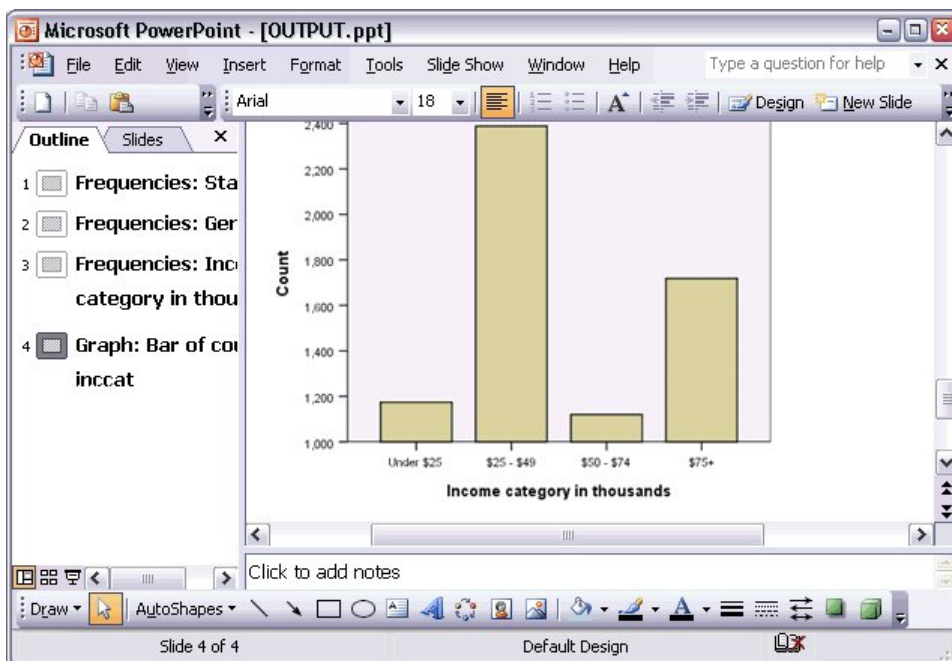 Microsoft PowerPoint - [OUTPUT.ppt]
File Edit View Insert Format Tools Slide Show Window Help Type a question for help
Arial 18 A Design New Slide
Outline Slides
1 Frequencies: Sta
2 Frequencies: Ger
3 Frequencies: Inc
category in thou
4 Graph: Bar of cou
inccat
2,400
2,200
2,000
1,800
1,600
1,400
1,200
1,000
Count
Under $25 $25 - $49 $50 - $74 $75+
Income category in thousands
Click to add notes
Draw AutoShapes A A
Slide 4 of 4 Default Design